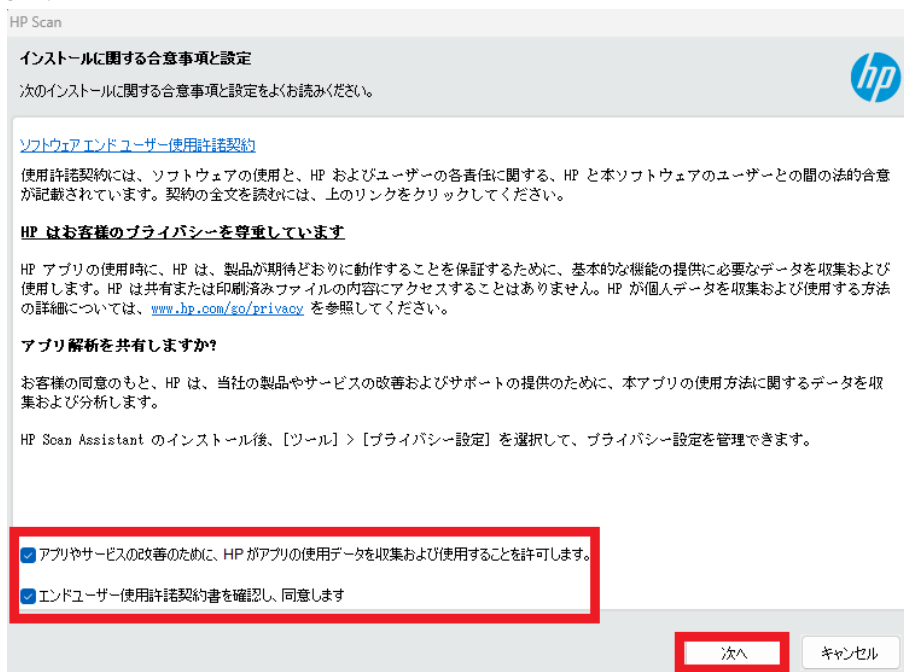 HP Scan
インストールに関する合意事項と設定
次のインストールに関する合意事項と設定をよくお読みください。
hp
ソフトウェア エンド ユーザー使用許諾契約
使用許諾契約には、ソフトウェアの使用と、HP およびユーザーの各責任に関する、HP と本ソフトウェアのユーザーとの間の法的合意
が記載されています。契約の全文を読むには、上のリンクをクリックしてください。
HP はお客様のプライバシーを尊重しています
HP アプリの使用時に、HP は、製品が期待どおりに動作することを保証するために、基本的な機能の提供に必要なデータを収集および
使用します。HP は共有または印刷済みファイルの内容にアクセスすることはありません。HP が個人データを収集および使用する方法
の詳細については、www.hp.com/go/privacy を参照してください。
アプリ解析を共有しますか?
お客様の同意のもと、HP は、当社の製品やサービスの改善およびサポートの提供のために、本アプリの使用方法に関するデータを収
集および分析します。
HP Scan Assistant のインストール後、[ツール] > [プライバシー設定] を選択して、プライバシー設定を管理できます。
アプリやサービスの改善のために、HP がアプリの使用データを収集および使用することを許可します。
エンドユーザー使用許諾契約書を確認し、同意します
次へ
キャンセル